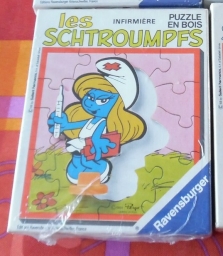 les
INFIRMIÈRE
PUZZLE
EN BOIS
SCHTROUMPFS
Ravensburger